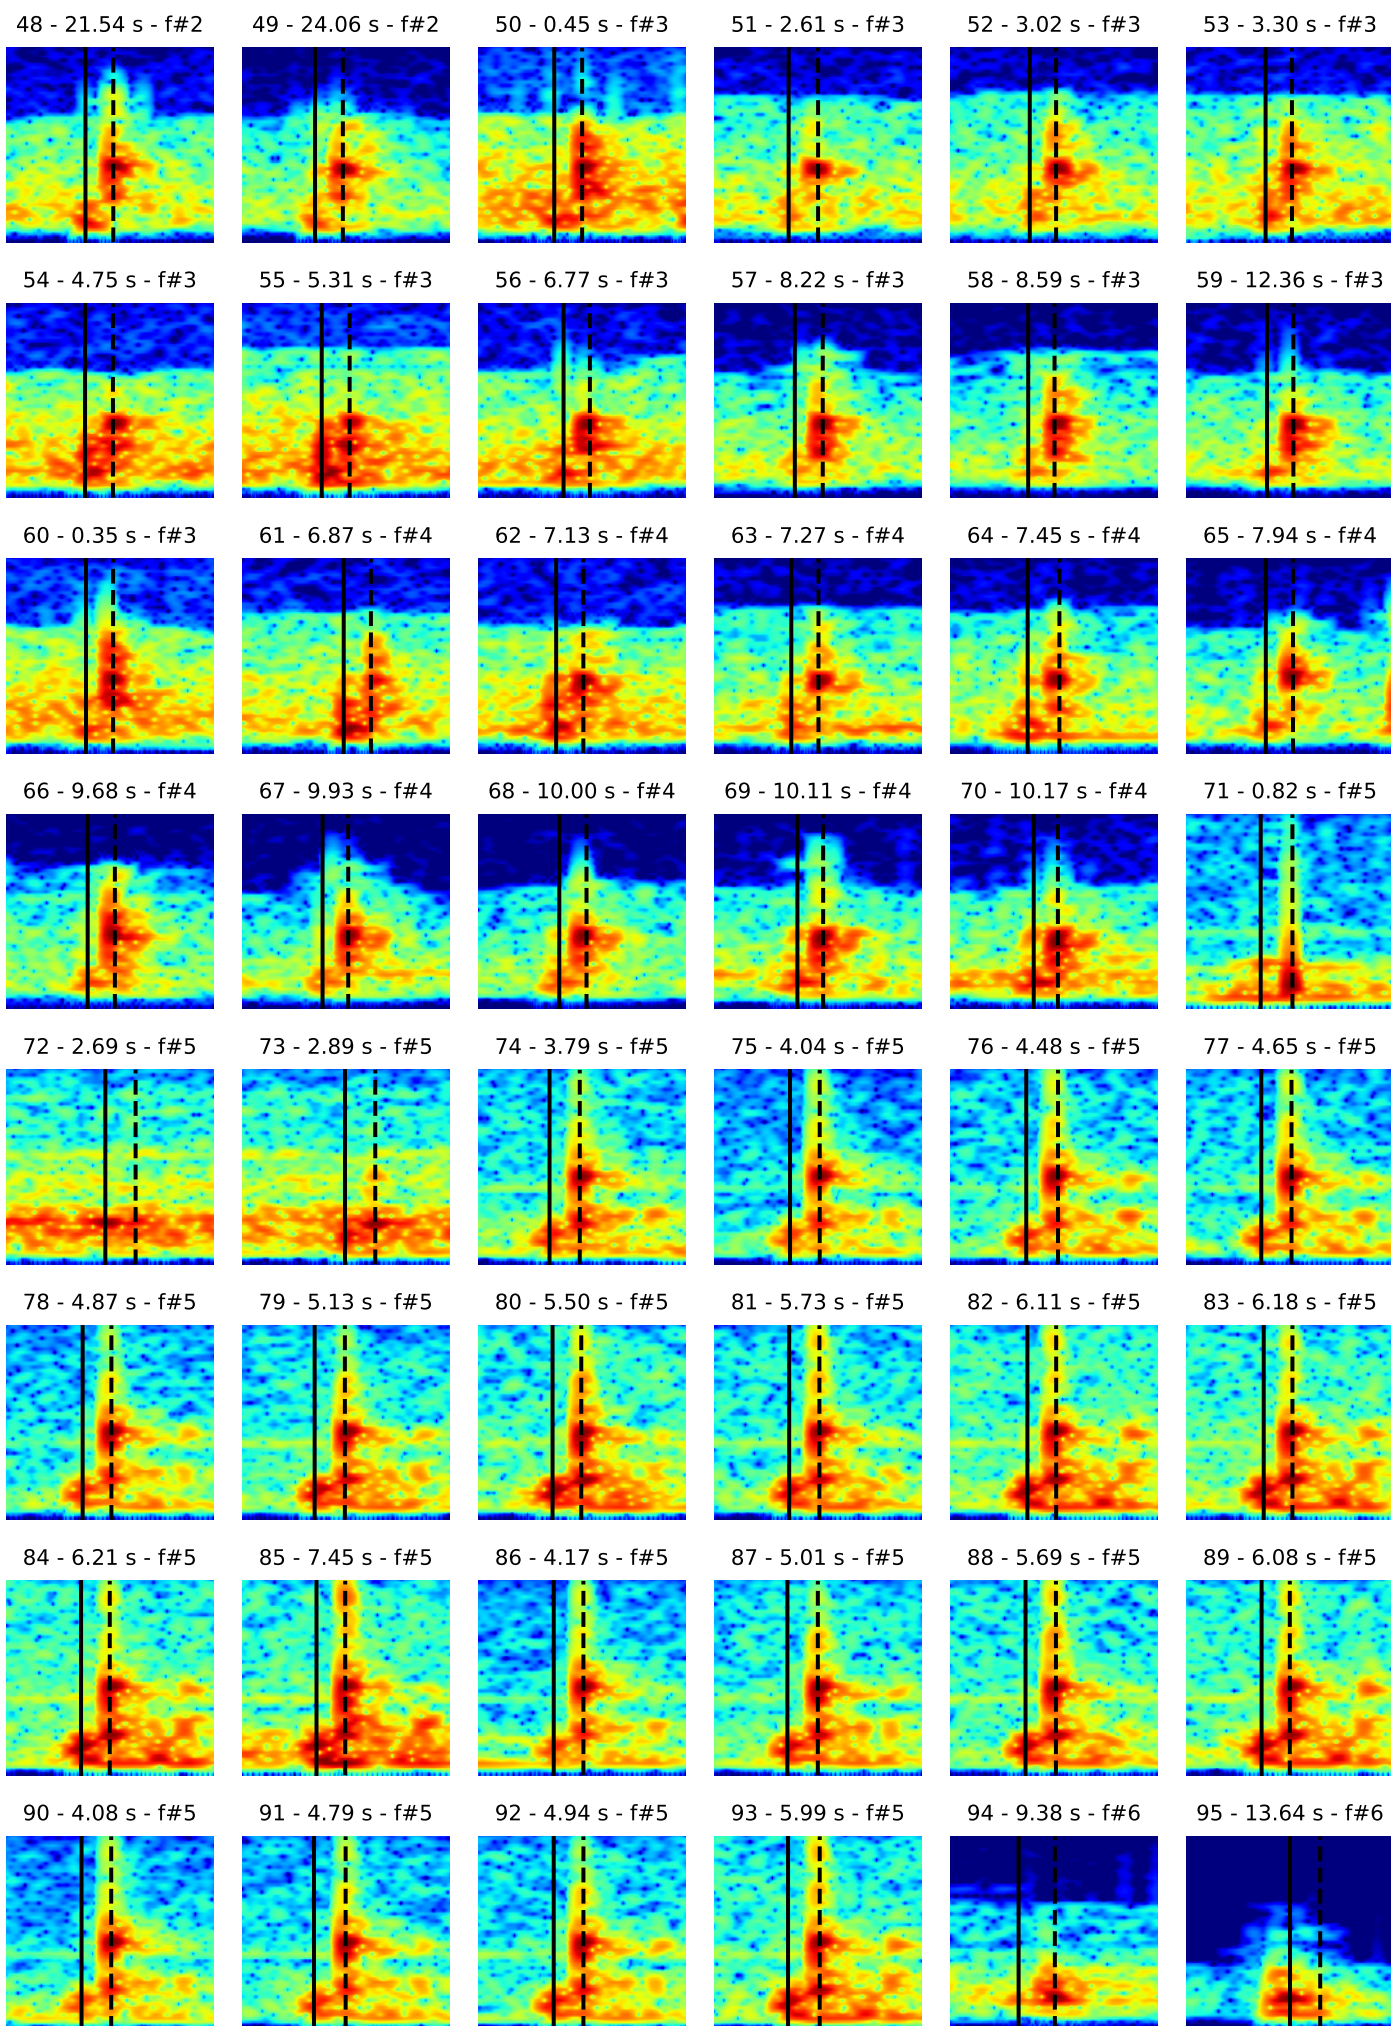 48 - 21.54 s - f#2 49 - 24.06 s - f#2 50 - 0.45 s - f#3 51 - 2.61 s - f#3 52 - 3.02 s - f#3 53 - 3.30 s - f#3
54 - 4.75 s - f#3 55 - 5.31 s - f#3 56 - 6.77 s - f#3 57 - 8.22 s - f#3 58 - 8.59 s - f#3 59 - 12.36 s - f#3
60 - 0.35 s - f#3 61 - 6.87 s - f#4 62 - 7.13 s - f#4 63 - 7.27 s - f#4 64 - 7.45 s - f#4 65 - 7.94 s - f#4
66 - 9.68 s - f#4 67 - 9.93 s - f#4 68 - 10.00 s - f#4 69 - 10.11 s - f#4 70 - 10.17 s - f#4 71 - 0.82 s - f#5
72 - 2.69 s - f#5 73 - 2.89 s - f#5 74 - 3.79 s - f#5 75 - 4.04 s - f#5 76 - 4.48 s - f#5 77 - 4.65 s - f#5
78 - 4.87 s - f#5 79 - 5.13 s - f#5 80 - 5.50 s - f#5 81 - 5.73 s - f#5 82 - 6.11 s - f#5 83 - 6.18 s - f#5
84 - 6.21 s - f#5 85 - 7.45 s - f#5 86 - 4.17 s - f#5 87 - 5.01 s - f#5 88 - 5.69 s - f#5 89 - 6.08 s - f#5
90 - 4.08 s - f#5 91 - 4.79 s - f#5 92 - 4.94 s - f#5 93 - 5.99 s - f#5 94 - 9.38 s - f#6 95 - 13.64 s - f#6